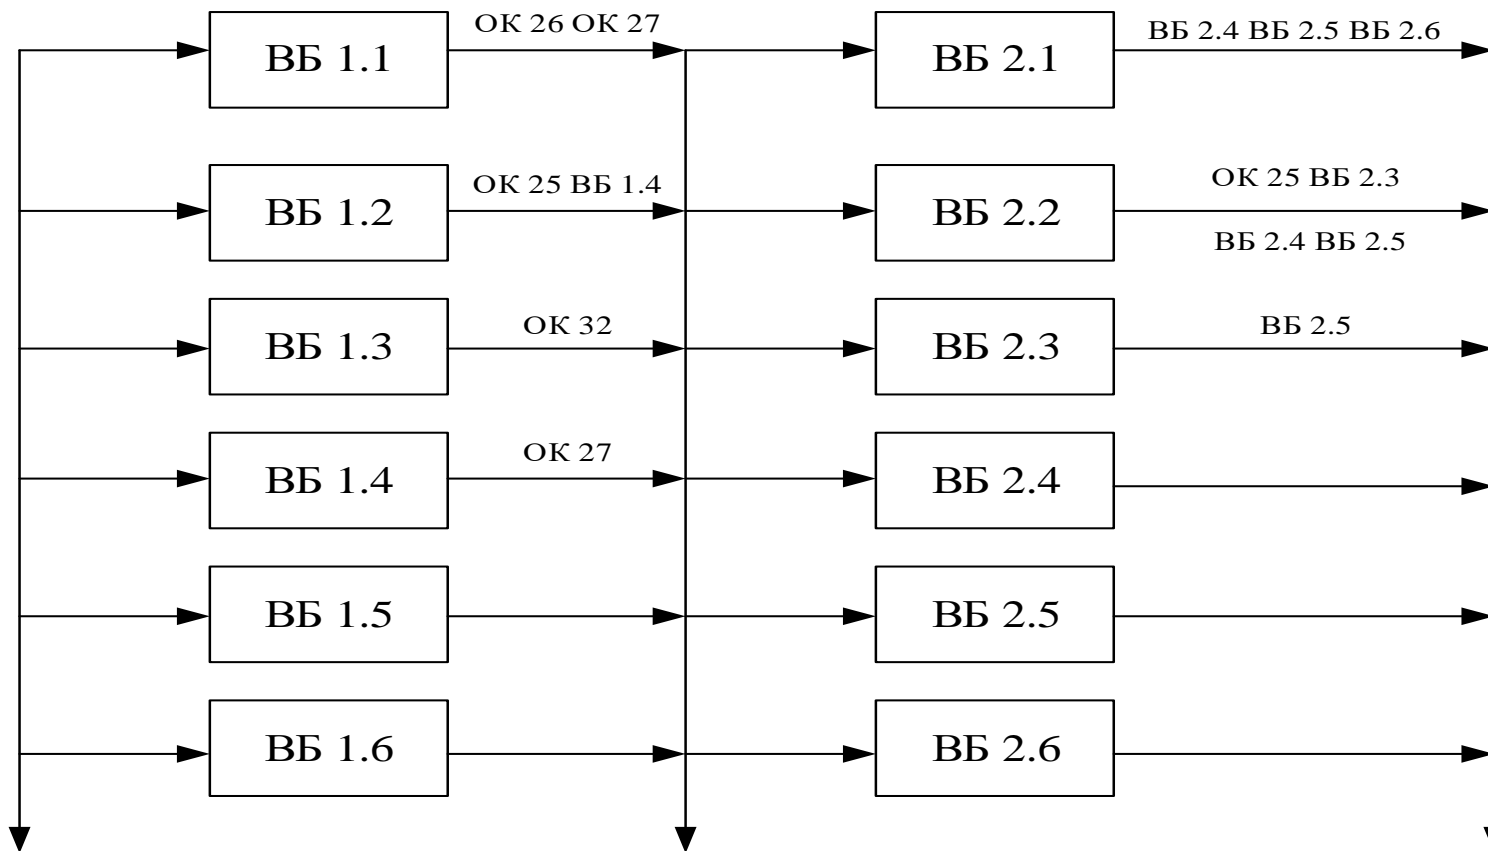 ВБ 1.1
ОК 26 ОК 27
ВБ 2.1
ВБ 2.4 ВБ 2.5 ВБ 2.6
ВБ 1.2
ОК 25 ВБ 1.4
ВБ 2.2
ОК 25 ВБ 2.3
ВБ 2.4 ВБ 2.5
ВБ 1.3
ОК 32
ВБ 2.3
ВБ 2.5
ВБ 1.4
ОК 27
ВБ 2.4
ВБ 1.5
ВБ 2.5
ВБ 1.6
ВБ 2.6